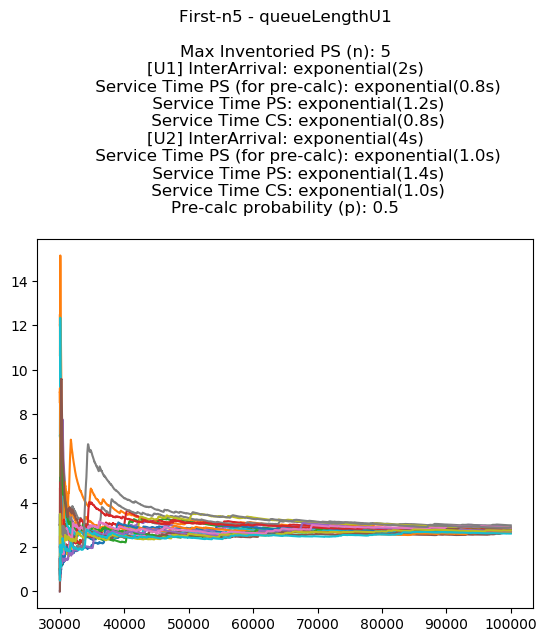 First-n5 - queueLengthU1
Max Inventoried PS (n): 5
[U1] InterArrival: exponential(2s)
Service Time PS (for pre-calc): exponential(0.8s)
Service Time PS: exponential(1.2s)
Service Time CS: exponential(0.8s)
[U2] InterArrival: exponential(4s)
Service Time PS (for pre-calc): exponential(1.0s)
Service Time PS: exponential(1.4s)
Service Time CS: exponential(1.0s)
Pre-calc probability (p): 0.5
14
12
10
8
6
4
2
0
30000 40000 50000 60000 70000 80000 90000 100000